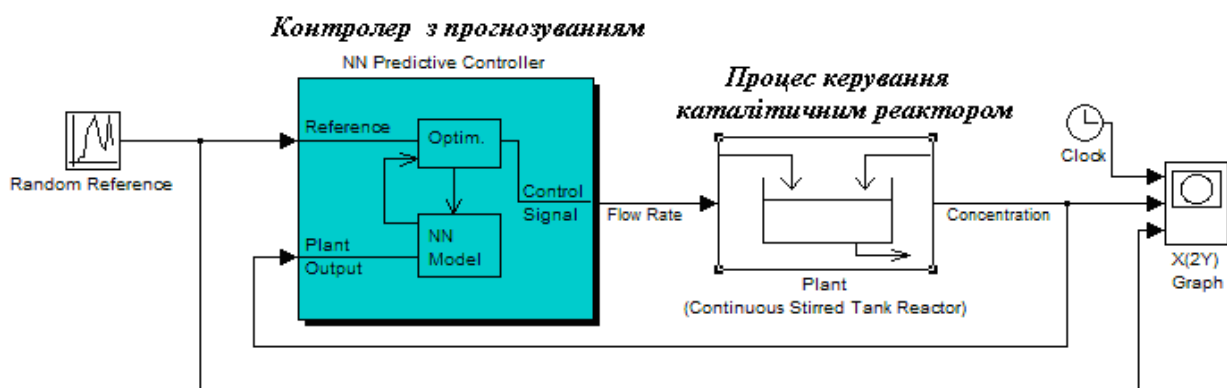 Контролер з прогнозуванням
NN Predictive Controller
Процес керування
каталітичним реактором
Random Reference
Reference
Optim.
Control
Signal
NN
Model
Plant
Output
Flow Rate
Plant
(Continuous Stirred Tank Reactor)
Concentration
Clock
X(2Y)
Graph